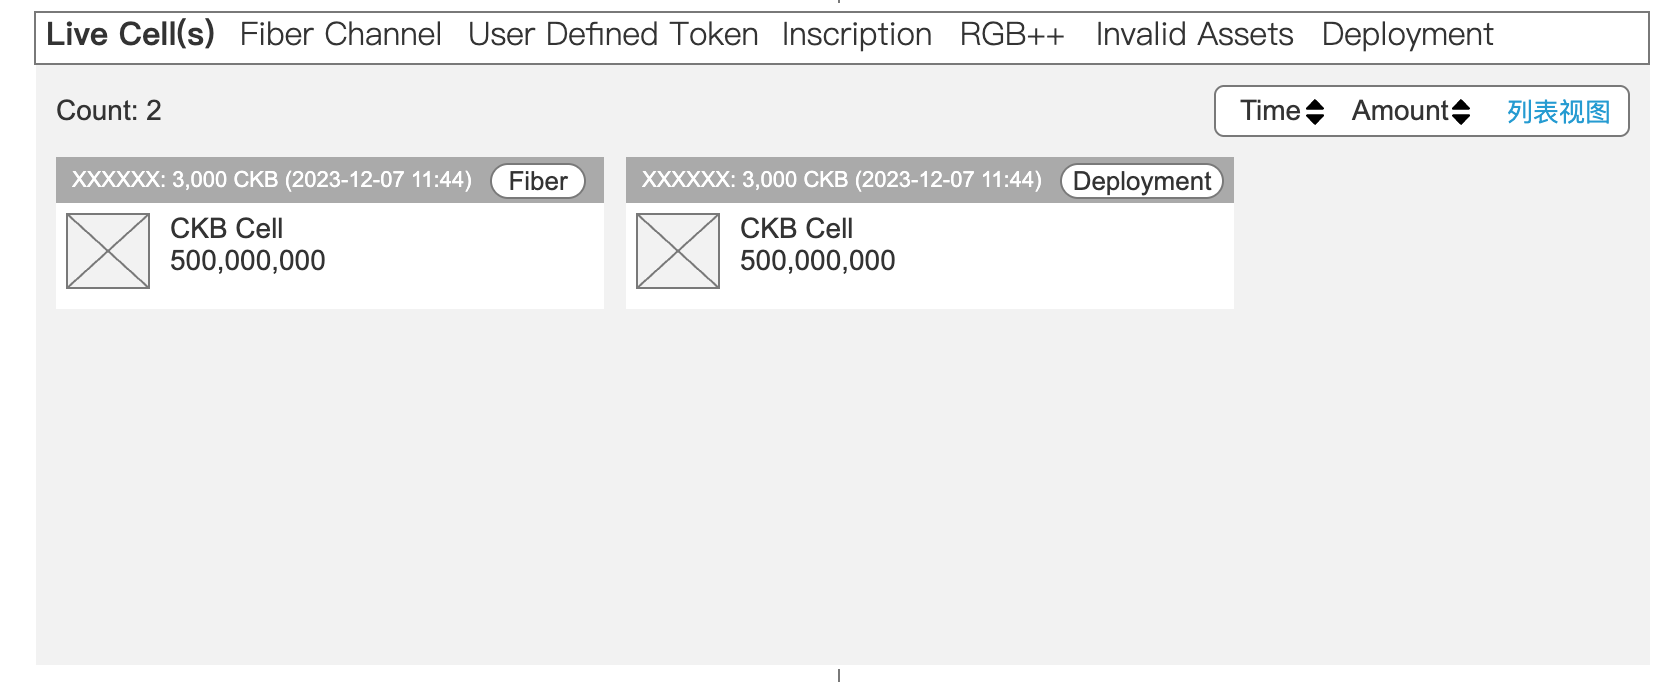 Live Cell(s) Fiber Channel User Defined Token Inscription RGB++ Invalid Assets Deployment
Count: 2
Time Amount 列表视图
XXXXXX: 3,000 CKB (2023-12-07 11:44) Fiber
CKB Cell
500,000,000
XXXXXX: 3,000 CKB (2023-12-07 11:44) Deployment
CKB Cell
500,000,000